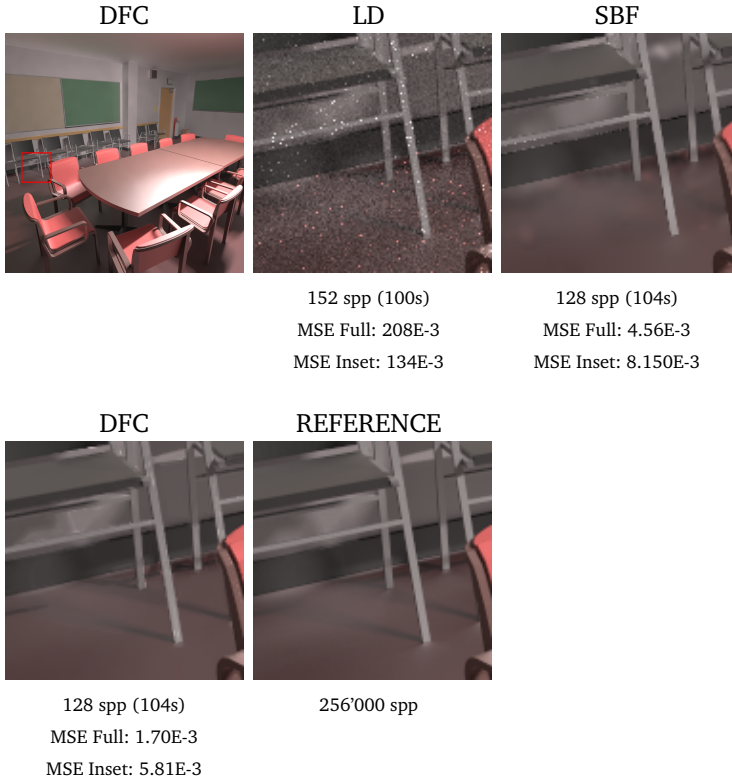 DFC
LD
SBF
152 spp (100s)
MSE Full: 208E-3
MSE Inset: 134E-3
128 spp (104s)
MSE Full: 4.56E-3
MSE Inset: 8.150E-3
DFC
REFERENCE
128 spp (104s)
MSE Full: 1.70E-3
MSE Inset: 5.81E-3
256’000 spp